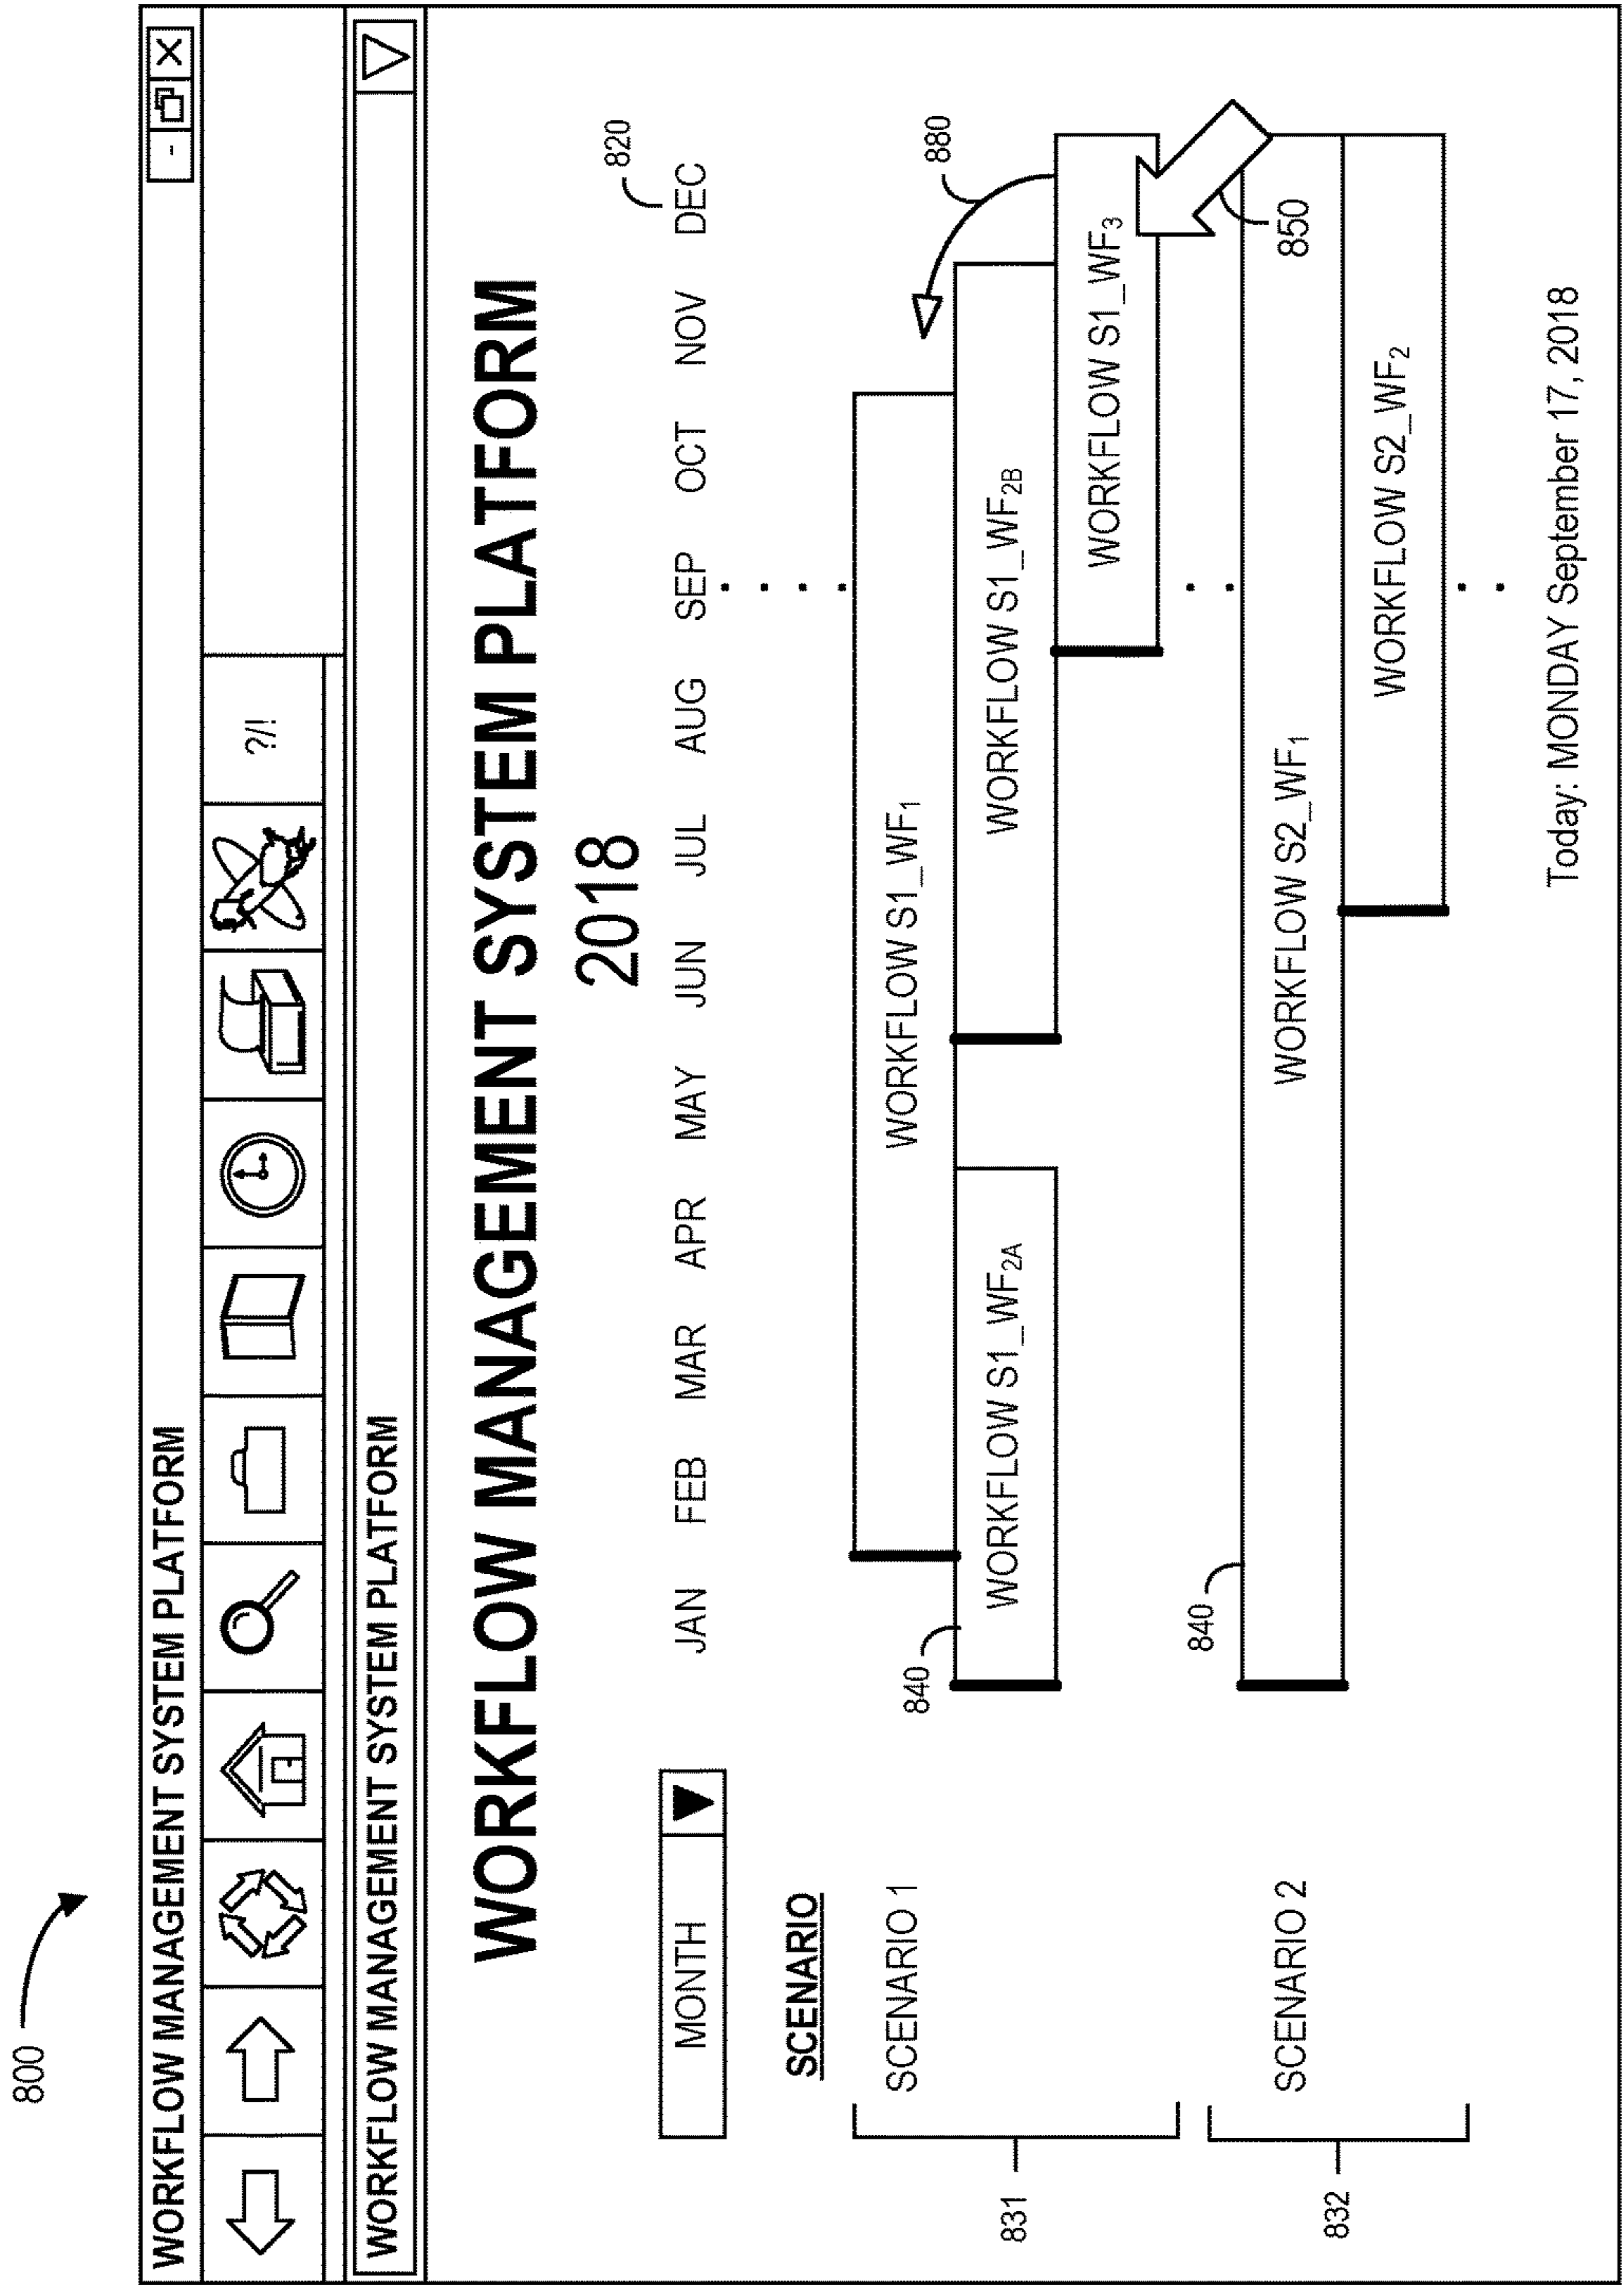 800
WORKFLOW MANAGEMENT SYSTEM PLATFORM
- X
?/!
WORKFLOW MANAGEMENT SYSTEM PLATFORM
WORKFLOW MANAGEMENT SYSTEM PLATFORM
2018
820
MONTH JAN FEB MAR APR MAY JUN JUL AUG SEP OCT NOV DEC
SCENARIO
SCENARIO 1
WORKFLOW S1_WF1
880
840
WORKFLOW S1_WF2A WORKFLOW S1_WF2B
831
WORKFLOW S1_WF3
840
850
SCENARIO 2
WORKFLOW S2_WF1
832
WORKFLOW S2_WF2
Today: MONDAY September 17, 2018